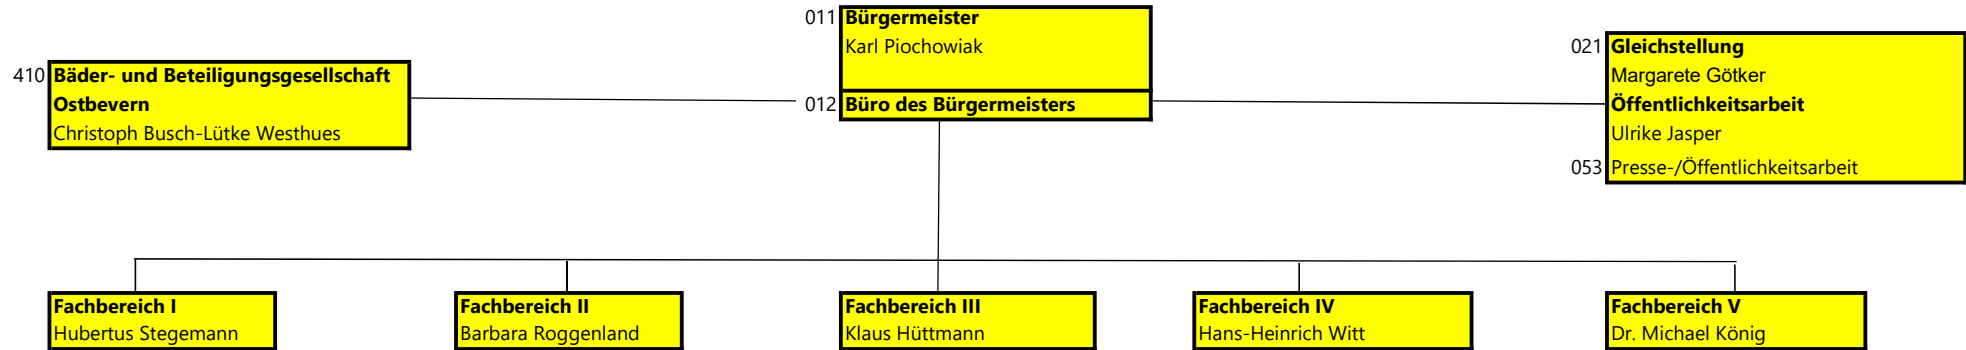 011 Bürgermeister
Karl Piochowiak
012 Büro des Bürgermeisters
410 Bäder- und Beteiligungsgesellschaft
Ostbevern
Christoph Busch-Lütke Westhues
021 Gleichstellung
Margarete Götker
Öffentlichkeitsarbeit
Ulrike Jasper
053 Presse-/Öffentlichkeitsarbeit
Fachbereich I
Hubertus Stegemann
Fachbereich II
Barbara Roggenland
Fachbereich III
Klaus Hüttmann
Fachbereich IV
Hans-Heinrich Witt
Fachbereich V
Dr. Michael König